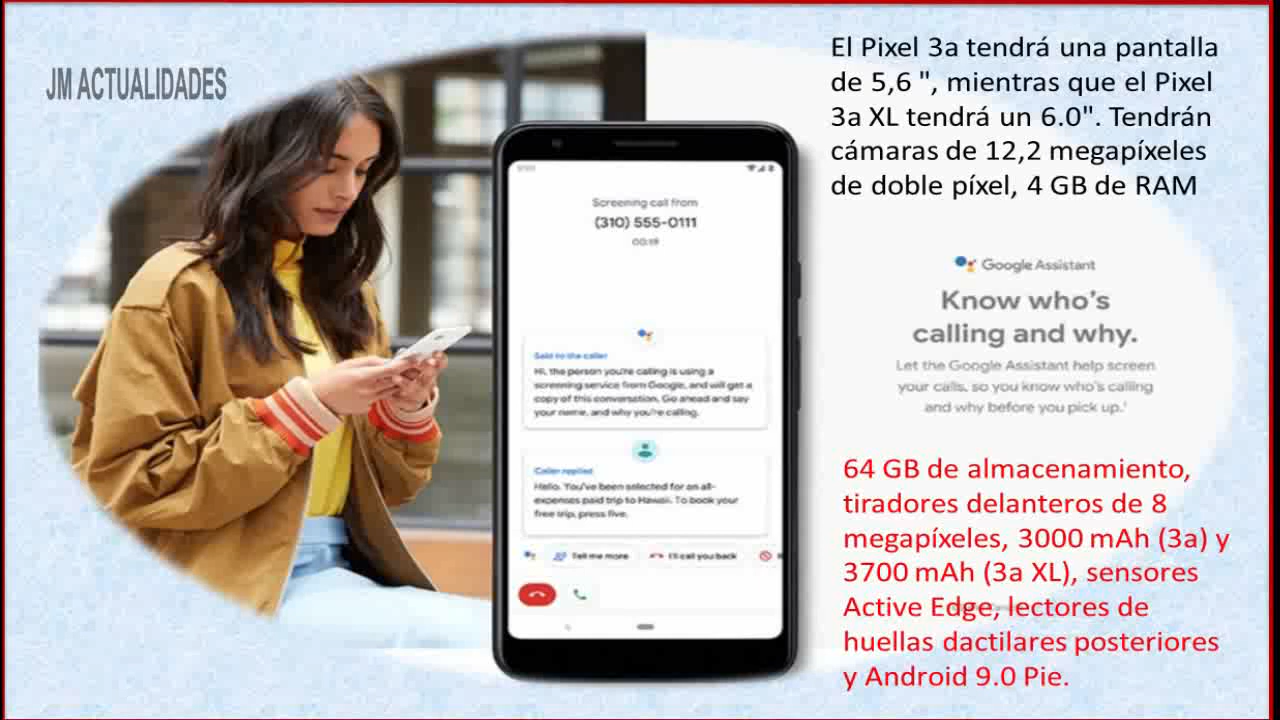 JM ACTUALIDADES
El Pixel 3a tendrá una pantalla
de 5,6 ", mientras que el Pixel
3a XL tendrá un 6.0". Tendrán
cámaras de 12,2 megapíxeles
de doble píxel, 4 GB de RAM
Screening call from
(310) 555-0111
00:19
Said to the caller
Hi, the person you're calling is using a
screening service from Google, and will get a
copy of this conversation. Go ahead and say
your name, and why you're calling.
Caller replied
Hello. You've been selected for an all-
expenses paid trip to Hawaii. To book your
free trip, press five.
Tell me more
I'll call you back
Google Assistant
Know who's
calling and why.
Let the Google Assistant help screen
your calls, so you know who's calling
and why before you pick up.¹
64 GB de almacenamiento,
tiradores delanteros de 8
megapíxeles, 3000 mAh (3a) y
3700 mAh (3a XL), sensores
Active Edge, lectores de
huellas dactilares posteriores
y Android 9.0 Pie.